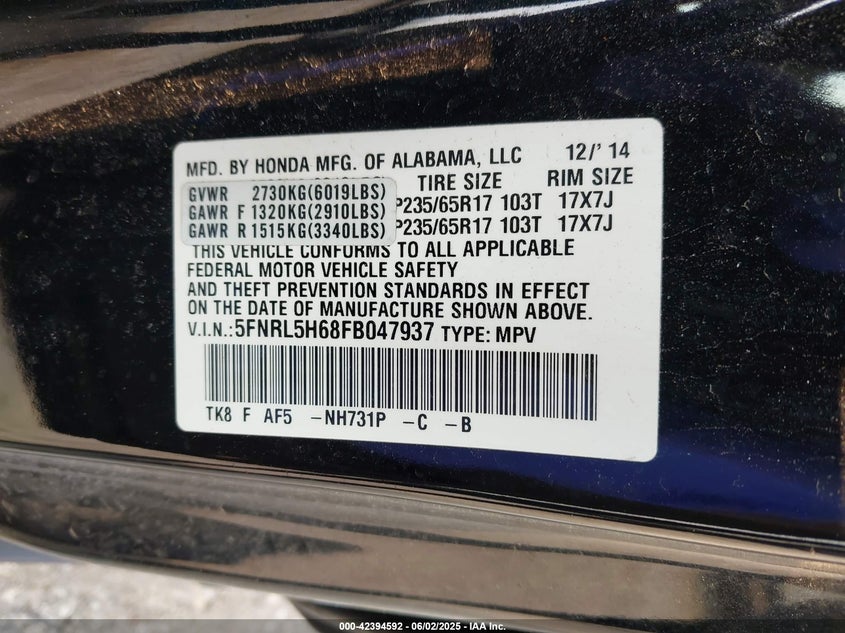 MFD. BY HONDA MFG. OF ALABAMA, LLC 12/' 14
TIRE SIZE RIM SIZE
GVWR 2730KG(6019LBS)
GAWR F 1320KG(2910LBS) P235/65R17 103T 17X7J
GAWR R 1515KG(3340LBS) P235/65R17 103T 17X7J
THIS VEHICLE CONFORMS TO ALL APPLICABLE
FEDERAL MOTOR VEHICLE SAFETY
AND THEFT PREVENTION STANDARDS IN EFFECT
ON THE DATE OF MANUFACTURE SHOWN ABOVE.
V.I.N.:5FNRL5H68FB047937 TYPE: MPV
TK8 F AF5 -NH731P -C -B
000-42394592 - 06/02/2025 - IAA Inc.